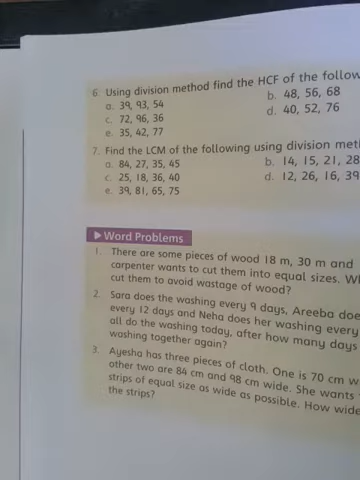 6. Using division method find the HCF of the follow
a. 39, 93, 54
b. 48, 56, 68
c. 72, 96, 36
d. 40, 52, 76
e. 35, 42, 77
7. Find the LCM of the following using division met
a. 84, 27, 35, 45
b. 14, 15, 21, 28
c. 25, 18, 36, 40
d. 12, 26, 16, 39
e. 39, 81, 65, 75
▶Word Problems
1. There are some pieces of wood 18 m, 30 m and
carpenter wants to cut them into equal sizes. W
cut them to avoid wastage of wood?
2. Sara does the washing every 9 days, Areeba doe
every 12 days and Neha does her washing every
all do the washing today, after how many days
washing together again?
3. Ayesha has three pieces of cloth. One is 70 cm w
other two are 84 cm and 98 cm wide. She wants
strips of equal size as wide as possible. How wide
the strips?